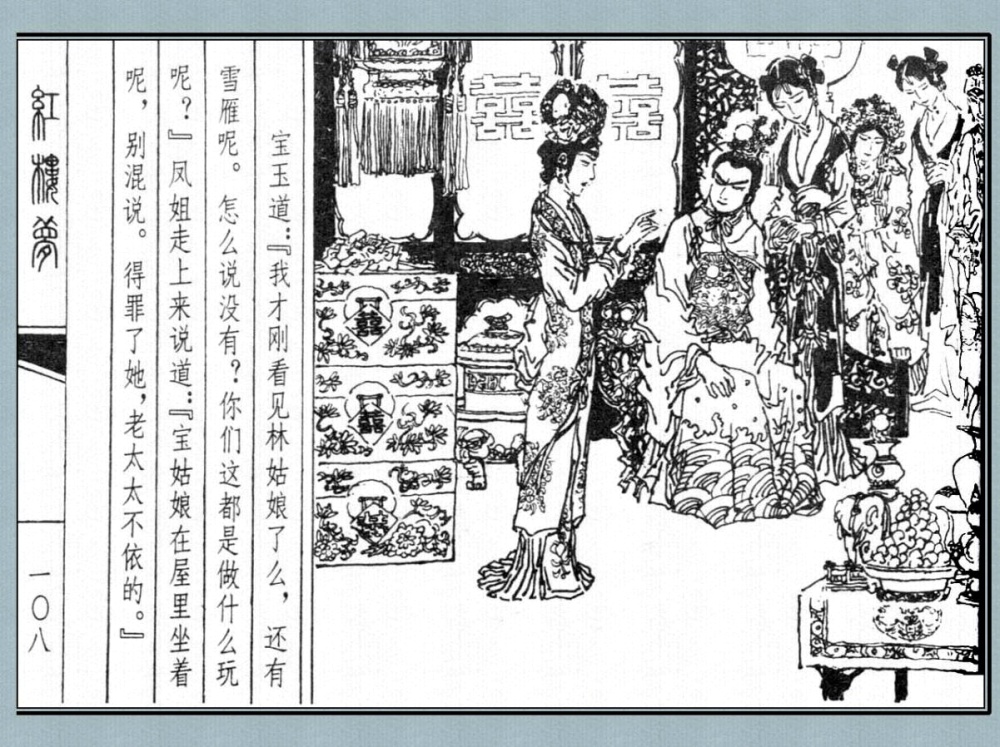 宝玉道：『我才刚看见林姑娘了么，还有
雪雁呢。怎么说没有？你们这都是做什么玩
呢？』凤姐走上来说道：『宝姑娘在屋里坐着
呢，别混说。得罪了她，老太太不依的。』
紅樓夢
一〇八
囍
囍
囍
囍
囍